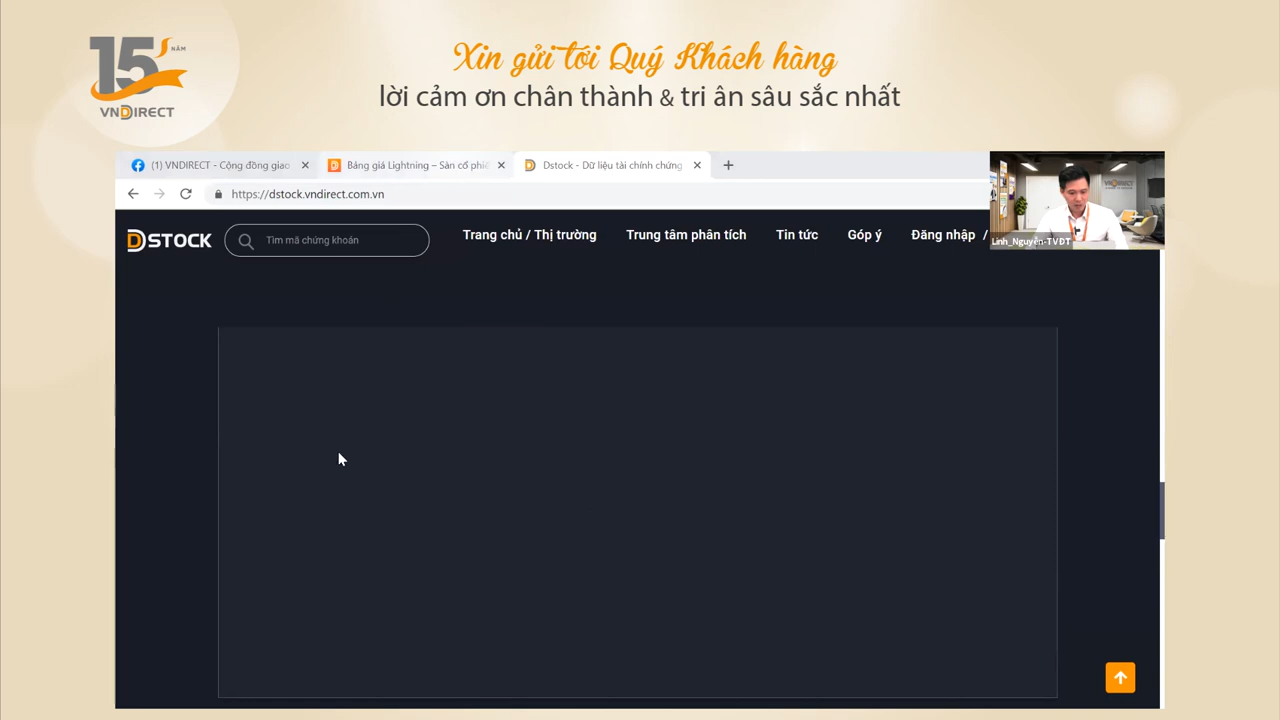 15 NĂM
VNDIRECT
Xin gửi tới Quý Khách hàng
lời cảm ơn chân thành & tri ân sâu sắc nhất
(1) VNDIRECT - Cộng đồng giao
Bảng giá Lightning – Sàn cổ phiế
Dstock - Dữ liệu tài chính chứng
https://dstock.vndirect.com.vn
DSTOCK
Tìm mã chứng khoán
Trang chủ / Thị trường
Trung tâm phân tích
Tin tức
Góp ý
Đăng nhập /
VNDIRECT
Linh_Nguyễn-TVĐT